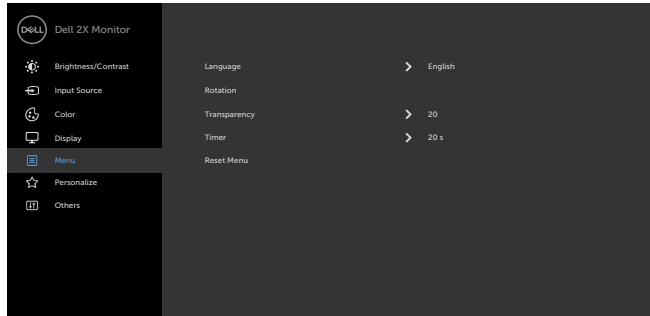 DELL Dell 2X Monitor
Brightness/Contrast
Input Source
Color
Display
Menu
Personalize
Others
Language English
Rotation
Transparency 20
Timer 20 s
Reset Menu